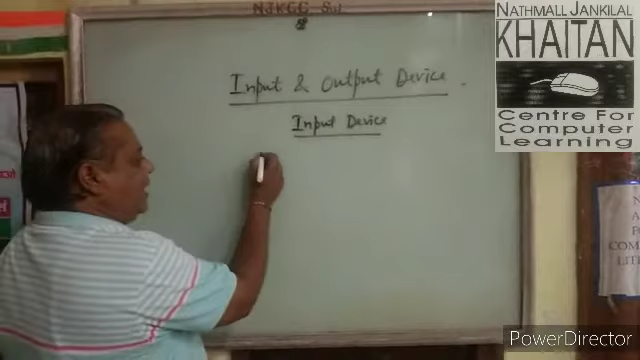 NJKCC
Input & Output Device.
Input Device
NATHMALL JANKILAL
KHAITAN
Centre For
Computer
Learning
PowerDirector